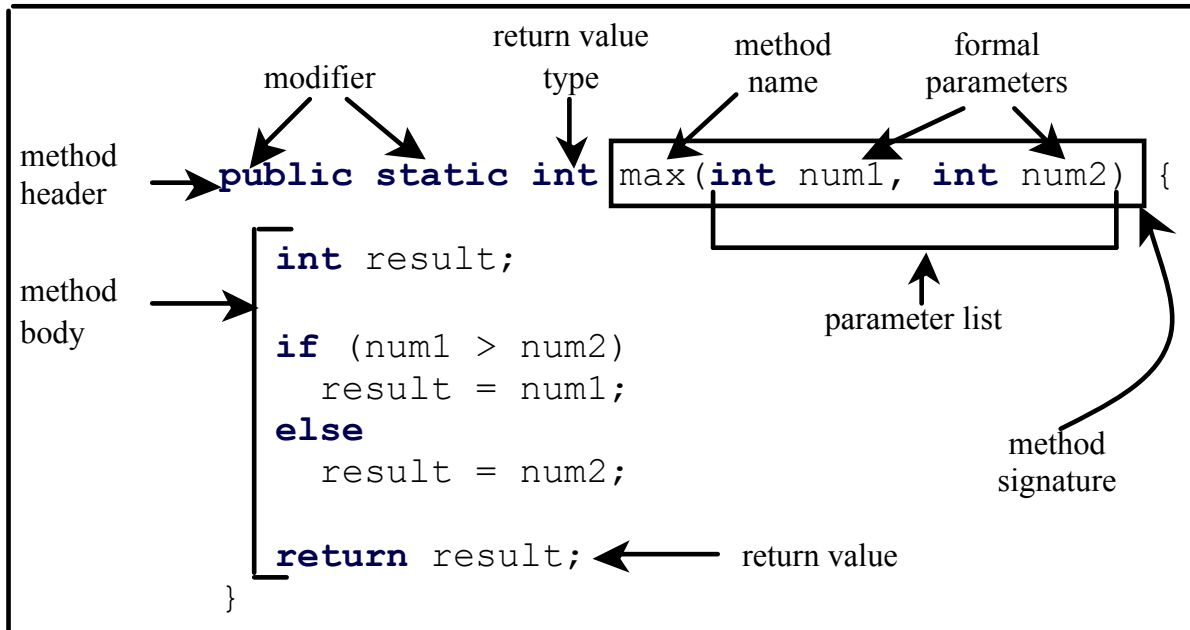 return value
type
method
name
formal
parameters
modifier
method
header
public static int max(int num1, int num2) {
int result;
method
body
parameter list
if (num1 > num2)
result = num1;
else
result = num2;
method
signature
return result;
return value
}